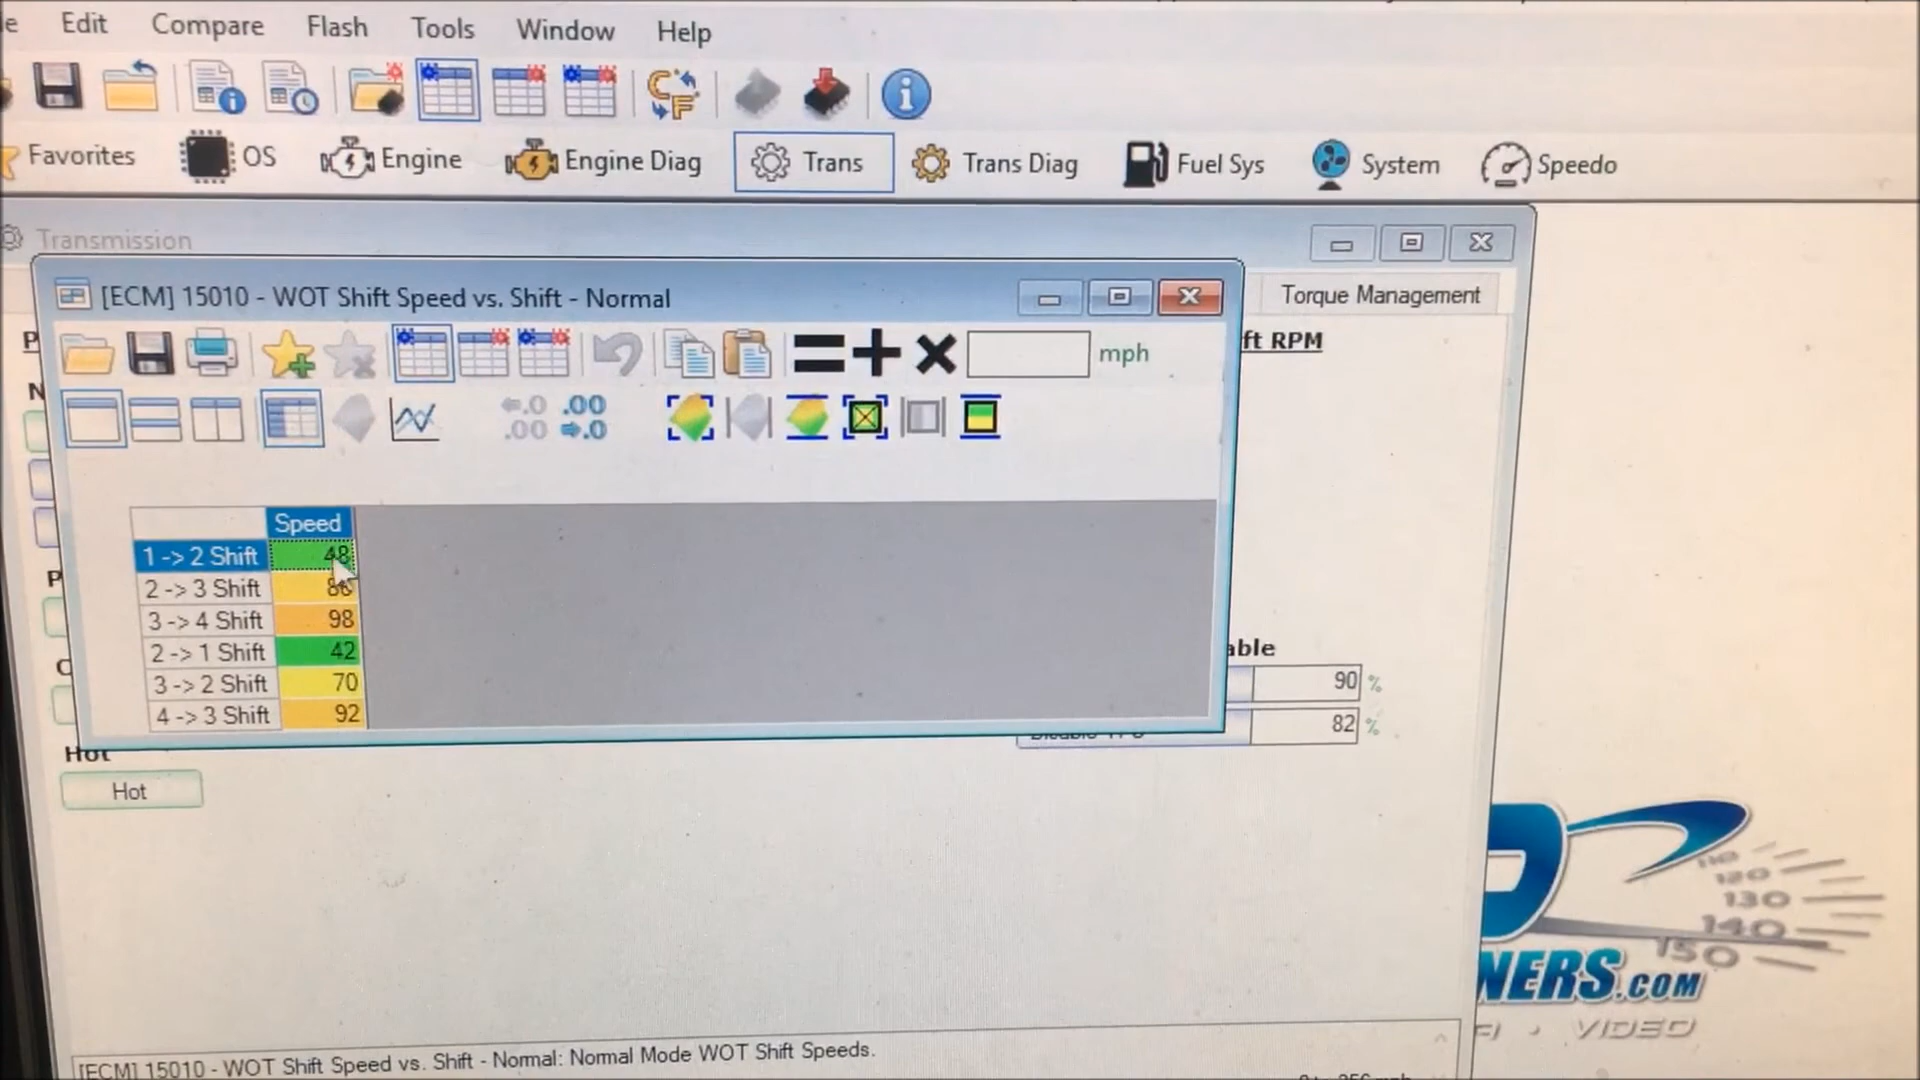 Edit Compare Flash Tools Window Help
Favorites OS Engine Engine Diag Trans Trans Diag Fuel Sys System Speedo
Transmission
[ECM] 15010 - WOT Shift Speed vs. Shift - Normal
Torque Management
ft RPM
mph
Speed
1 -> 2 Shift 48
2 -> 3 Shift
3 -> 4 Shift 98
2 -> 1 Shift 42
3 -> 2 Shift 70
4 -> 3 Shift 92
able
90 %
82 %
Hot
Hot
110
120
130
140
150
NERS.COM
VIDEO
[ECM] 15010 - WOT Shift Speed vs. Shift - Normal: Normal Mode WOT Shift Speeds.